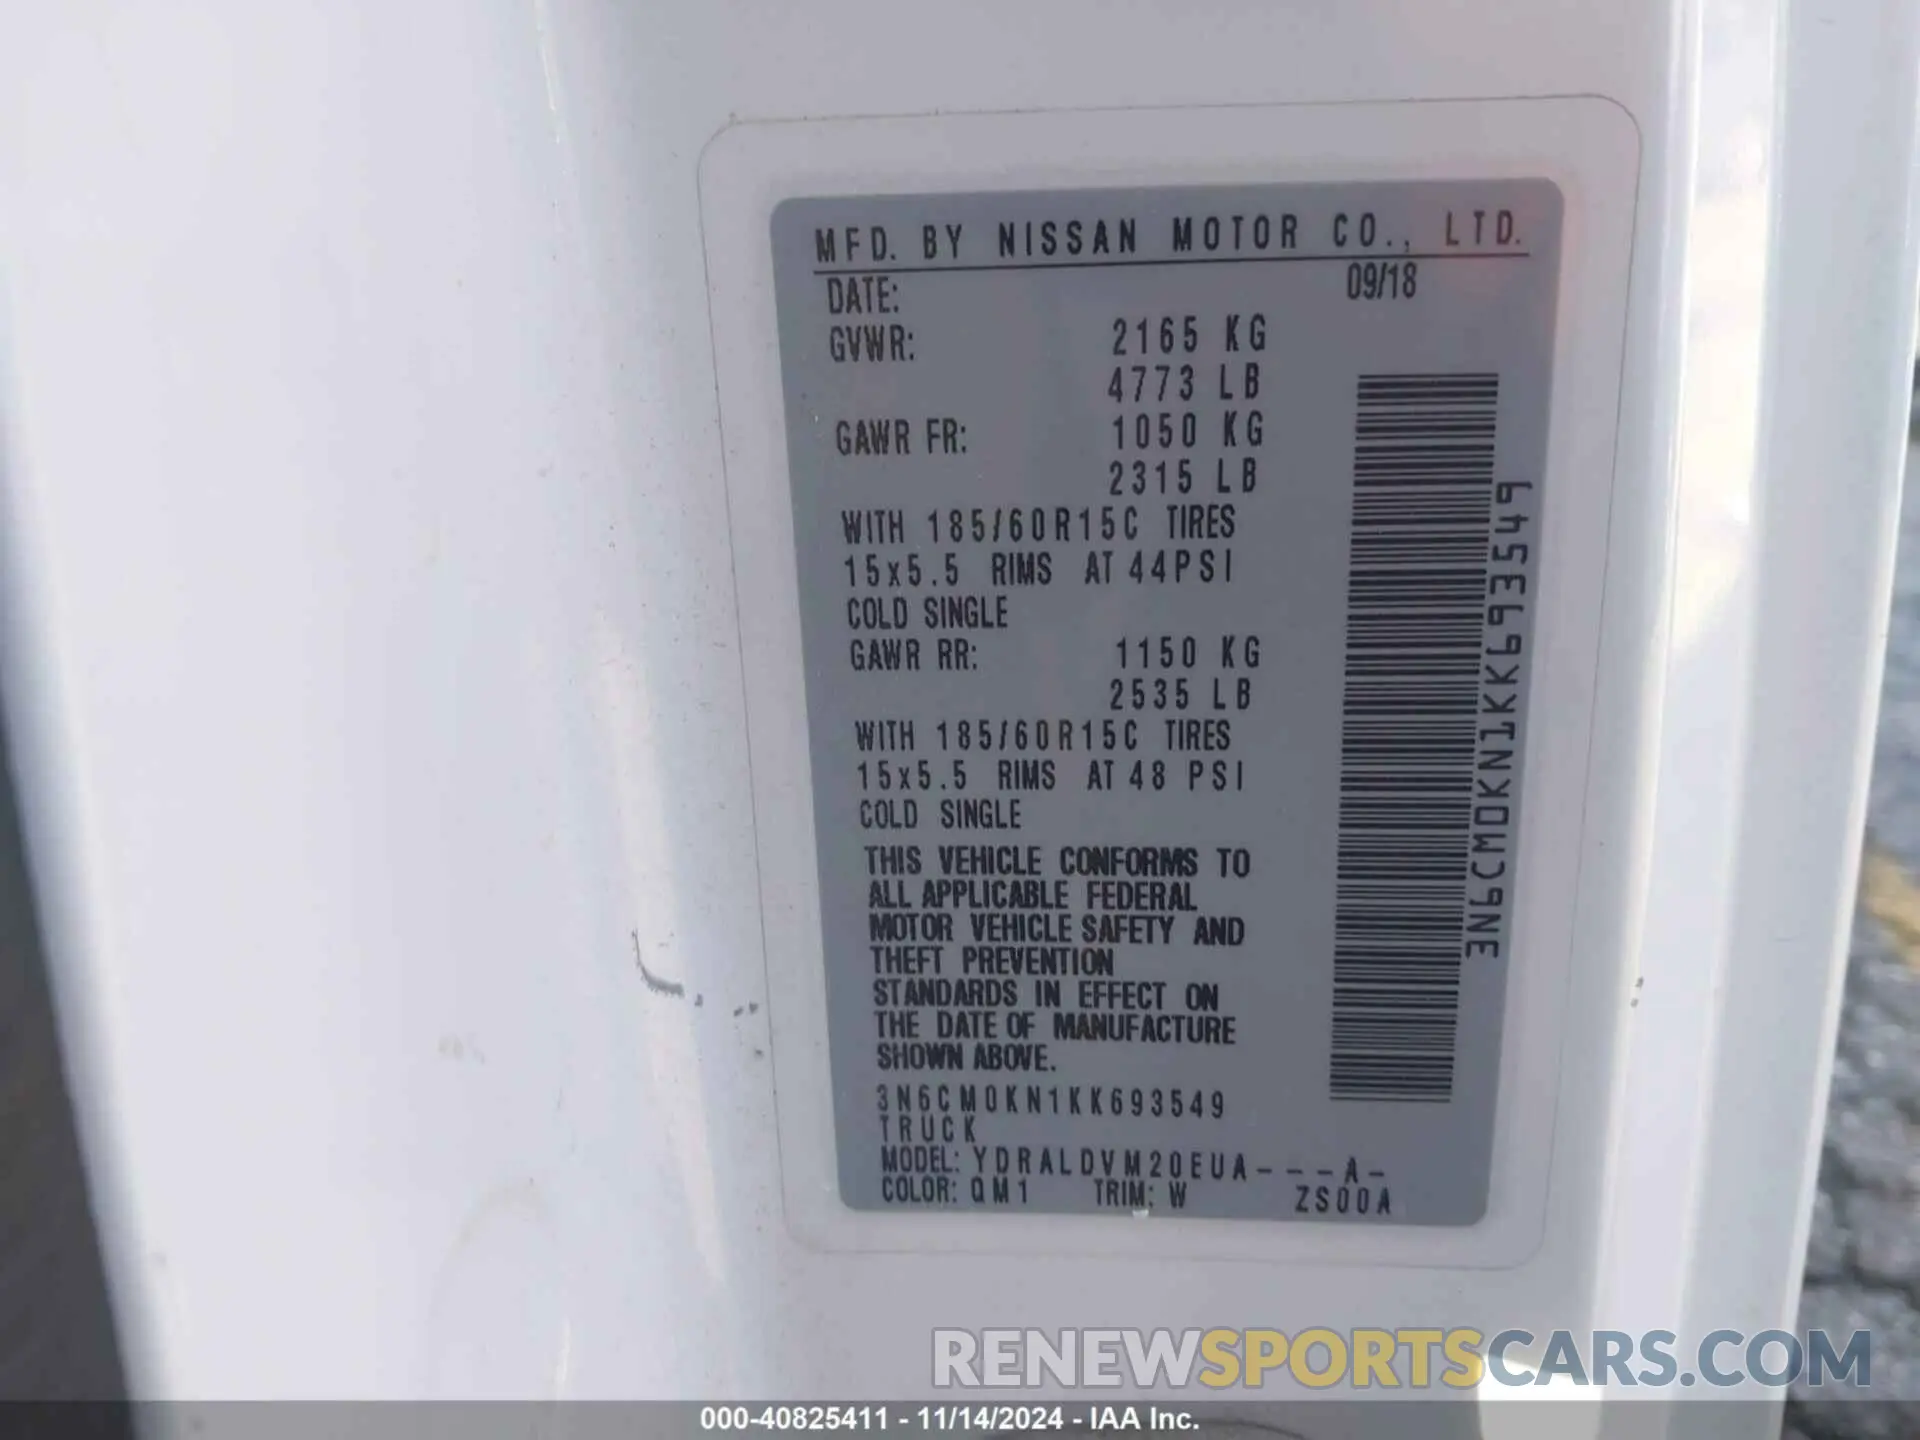 MFD. BY NISSAN MOTOR CO., LTD.
DATE: 09/18
GVWR: 2165 KG
4773 LB
GAWR FR: 1050 KG
2315 LB
WITH 185/60R15C TIRES
15x5.5 RIMS AT 44PSI
COLD SINGLE
GAWR RR: 1150 KG
2535 LB
WITH 185/60R15C TIRES
15x5.5 RIMS AT 48 PSI
COLD SINGLE
THIS VEHICLE CONFORMS TO
ALL APPLICABLE FEDERAL
MOTOR VEHICLE SAFETY AND
THEFT PREVENTION
STANDARDS IN EFFECT ON
THE DATE OF MANUFACTURE
SHOWN ABOVE.
3N6CM0KN1KK693549
TRUCK
MODEL: YDRALDVM20EUA---A-
COLOR: QM1 TRIM: W ZS00A
3N6CM0KN1KK693549
RENEWSPORTSCARS.COM
000-40825411 - 11/14/2024 - IAA Inc.